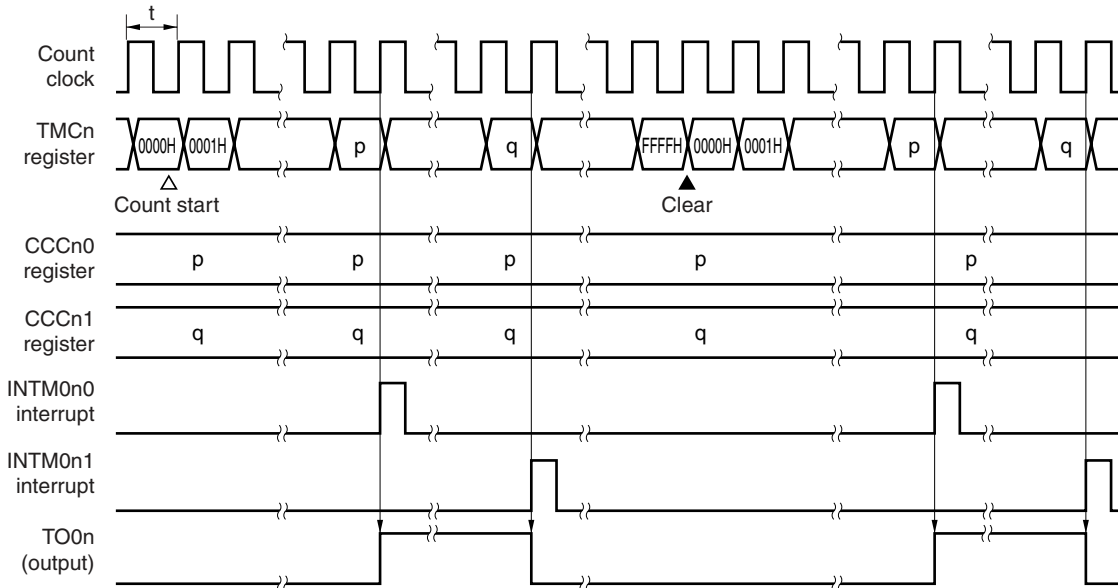 t
Count
clock
TMCn
register
0000H 0001H p q FFFFH 0000H 0001H p q
Count start Clear
CCCn0
register
p p p p p
CCCn1
register
q q q q q
INTM0n0
interrupt
INTM0n1
interrupt
TO0n
(output)